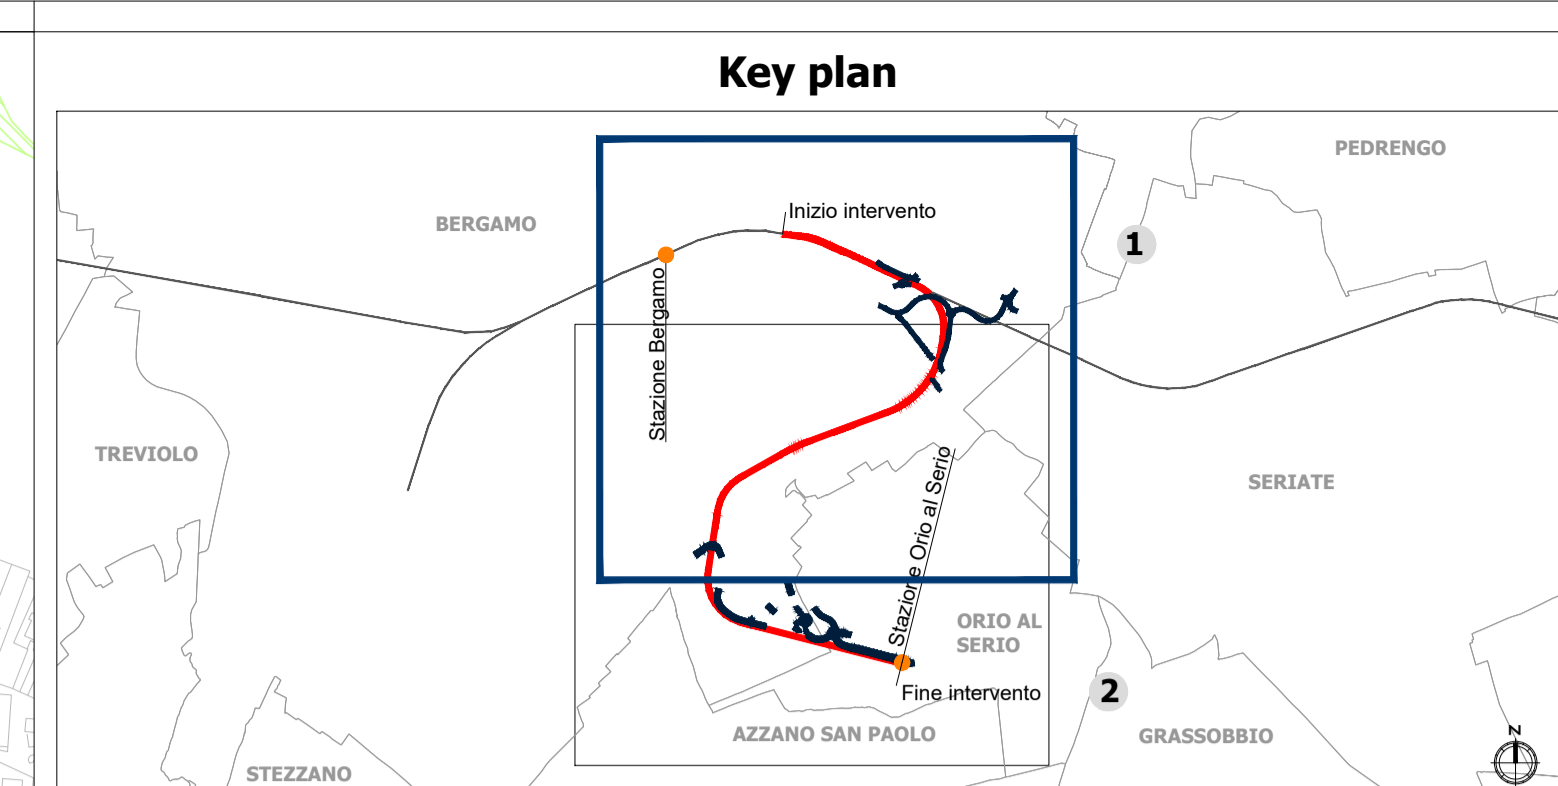 Key plan
PEDRENGO
BERGAMO
Inizio intervento
1
Stazione Bergamo
TREVIOLO
SERIATE
Stazione Orio al Serio
ORIO AL
SERIO
2
Fine intervento
AZZANO SAN PAOLO
GRASSOBBIO
STEZZANO
N